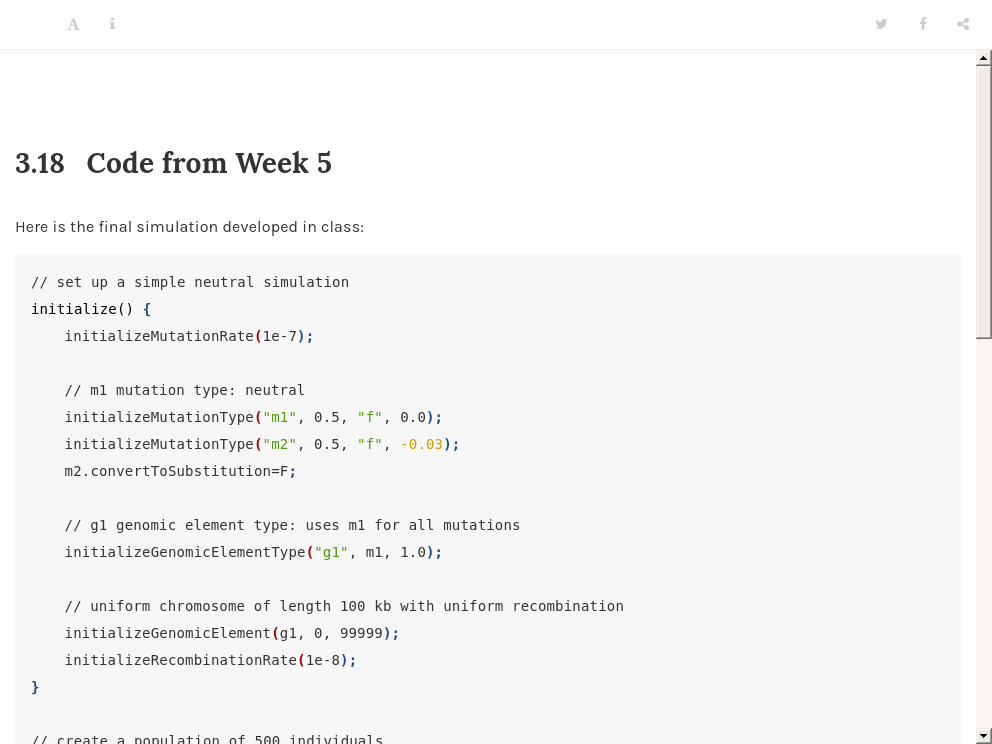 3.18 Code from Week 5
Here is the final simulation developed in class:
// set up a simple neutral simulation
initialize() {
    initializeMutationRate(1e-7);

    // m1 mutation type: neutral
    initializeMutationType("m1", 0.5, "f", 0.0);
    initializeMutationType("m2", 0.5, "f", -0.03);
    m2.convertToSubstitution=F;

    // g1 genomic element type: uses m1 for all mutations
    initializeGenomicElementType("g1", m1, 1.0);

    // uniform chromosome of length 100 kb with uniform recombination
    initializeGenomicElement(g1, 0, 99999);
    initializeRecombinationRate(1e-8);
}

// create a population of 500 individuals